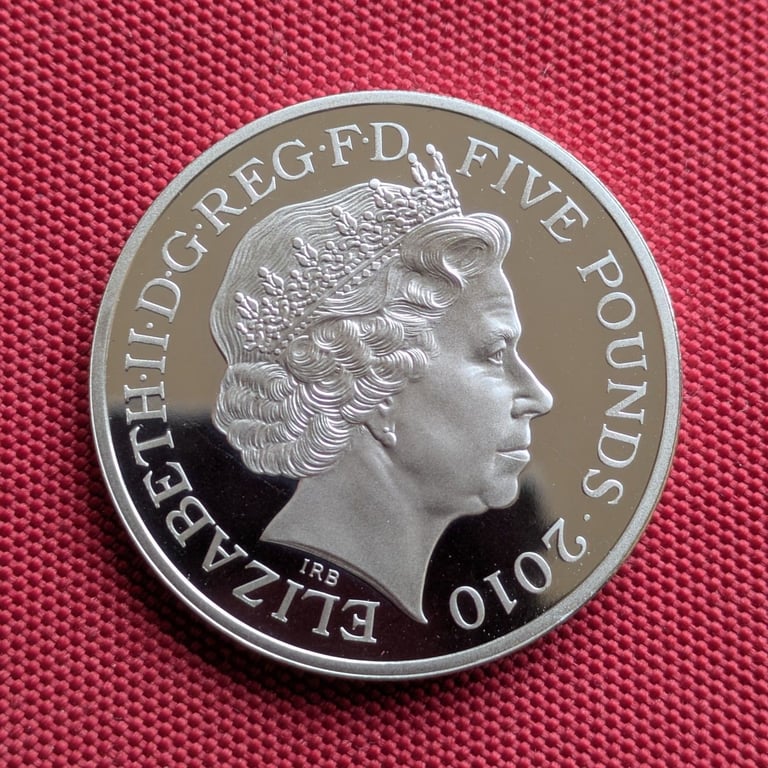 ELIZABETH·II·D·G·REG·F·D
FIVE POUNDS·2010
IRB